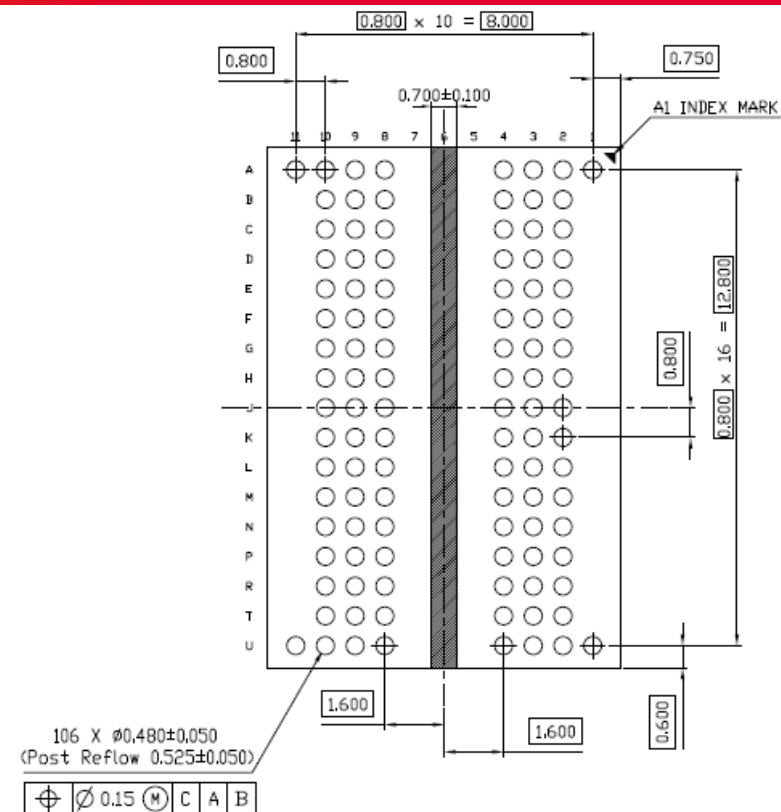 0.800 x 10 = 8.000
0.800
0.750
0.700±0.100
A1 INDEX MARK
11 10 9 8 7 6 5 4 3 2 1
A
B
C
D
E
F
G
H
J
K
L
M
N
P
R
T
U
0.800
0.800 x 16 = 12.800
1.600
1.600
0.600
106 X ø0.480±0.050
(Post Reflow 0.525±0.050)
⌖ Ø 0.15 Ⓜ C A B